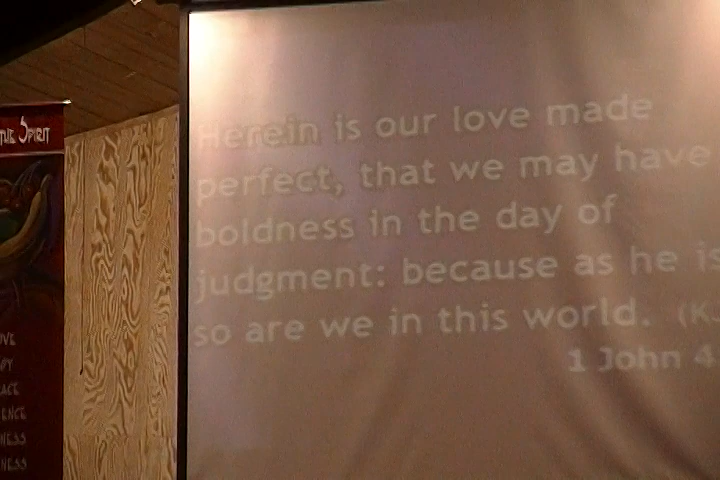 THE SPIRIT
Herein is our love made
perfect, that we may have
boldness in the day of
judgment: because as he is
so are we in this world. (K
1 John 4